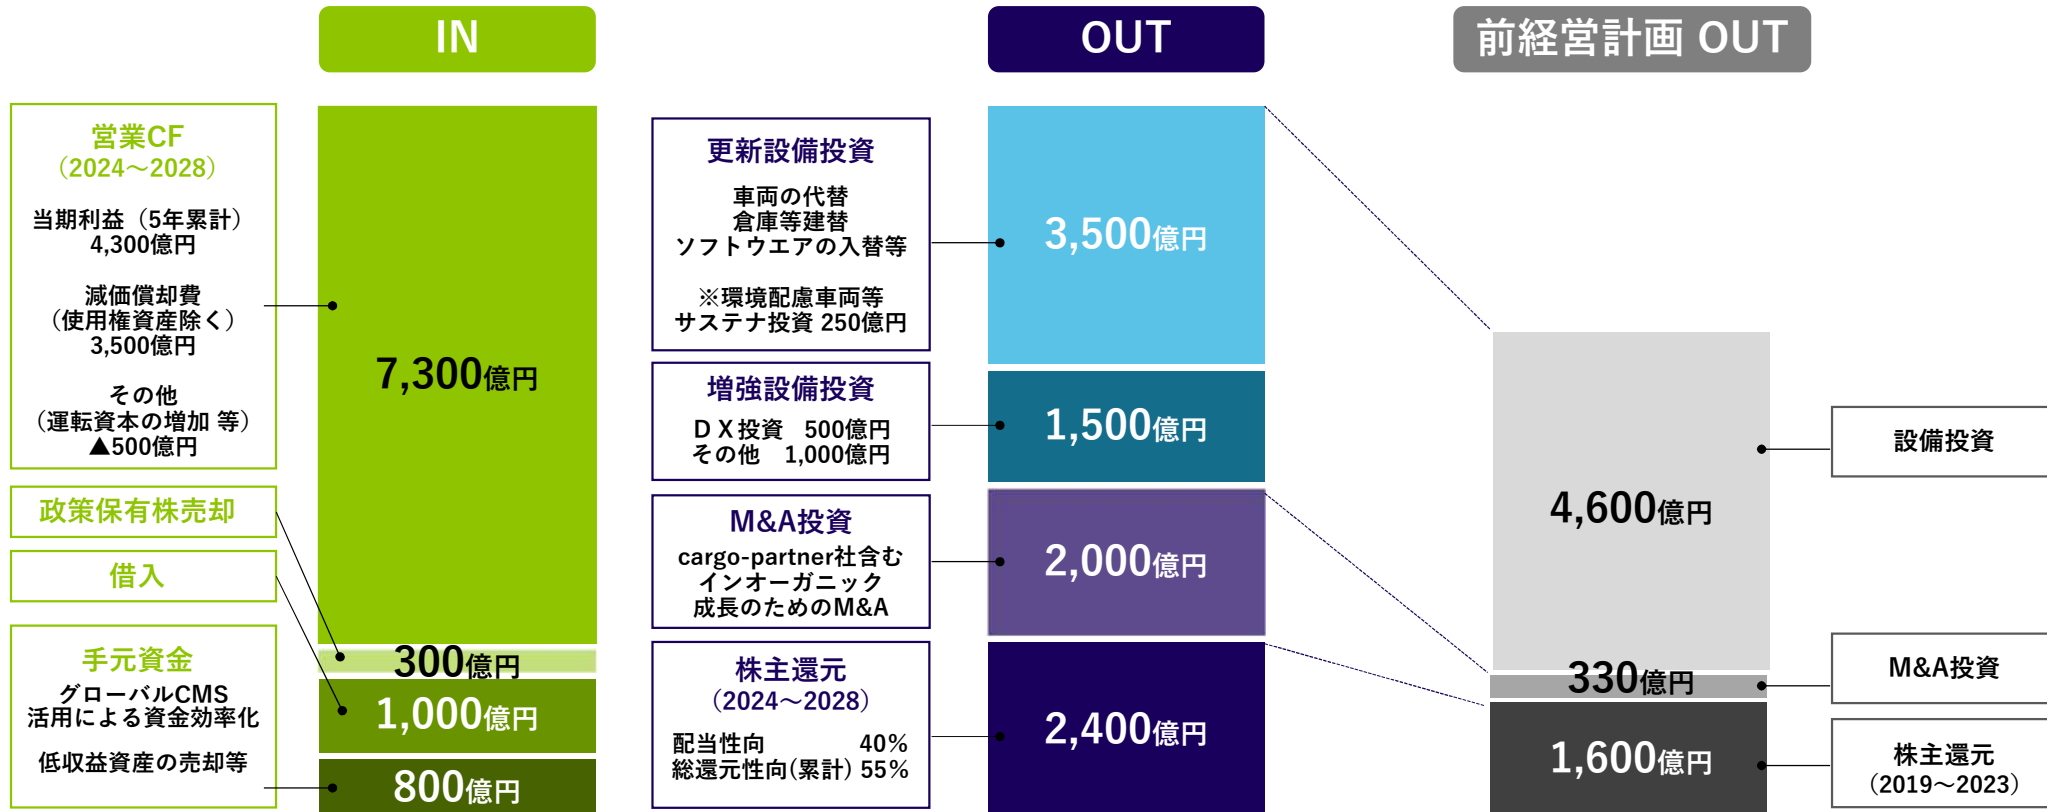 IN
OUT
前経営計画 OUT
営業CF
（2024～2028）
当期利益（5年累計）
4,300億円
減価償却費
（使用権資産除く）
3,500億円
その他
（運転資本の増加 等）
▲500億円
政策保有株売却
借入
手元資金
グローバルCMS
活用による資金効率化
低収益資産の売却等
7,300億円
300億円
1,000億円
800億円
更新設備投資
車両の代替
倉庫等建替
ソフトウエアの入替等
※環境配慮車両等
サステナ投資 250億円
増強設備投資
ＤＸ投資 500億円
その他 1,000億円
M&A投資
cargo-partner社含む
インオーガニック
成長のためのM&A
株主還元
（2024～2028）
配当性向 40%
総還元性向(累計) 55%
3,500億円
1,500億円
2,000億円
2,400億円
4,600億円
330億円
1,600億円
設備投資
M&A投資
株主還元
（2019～2023）